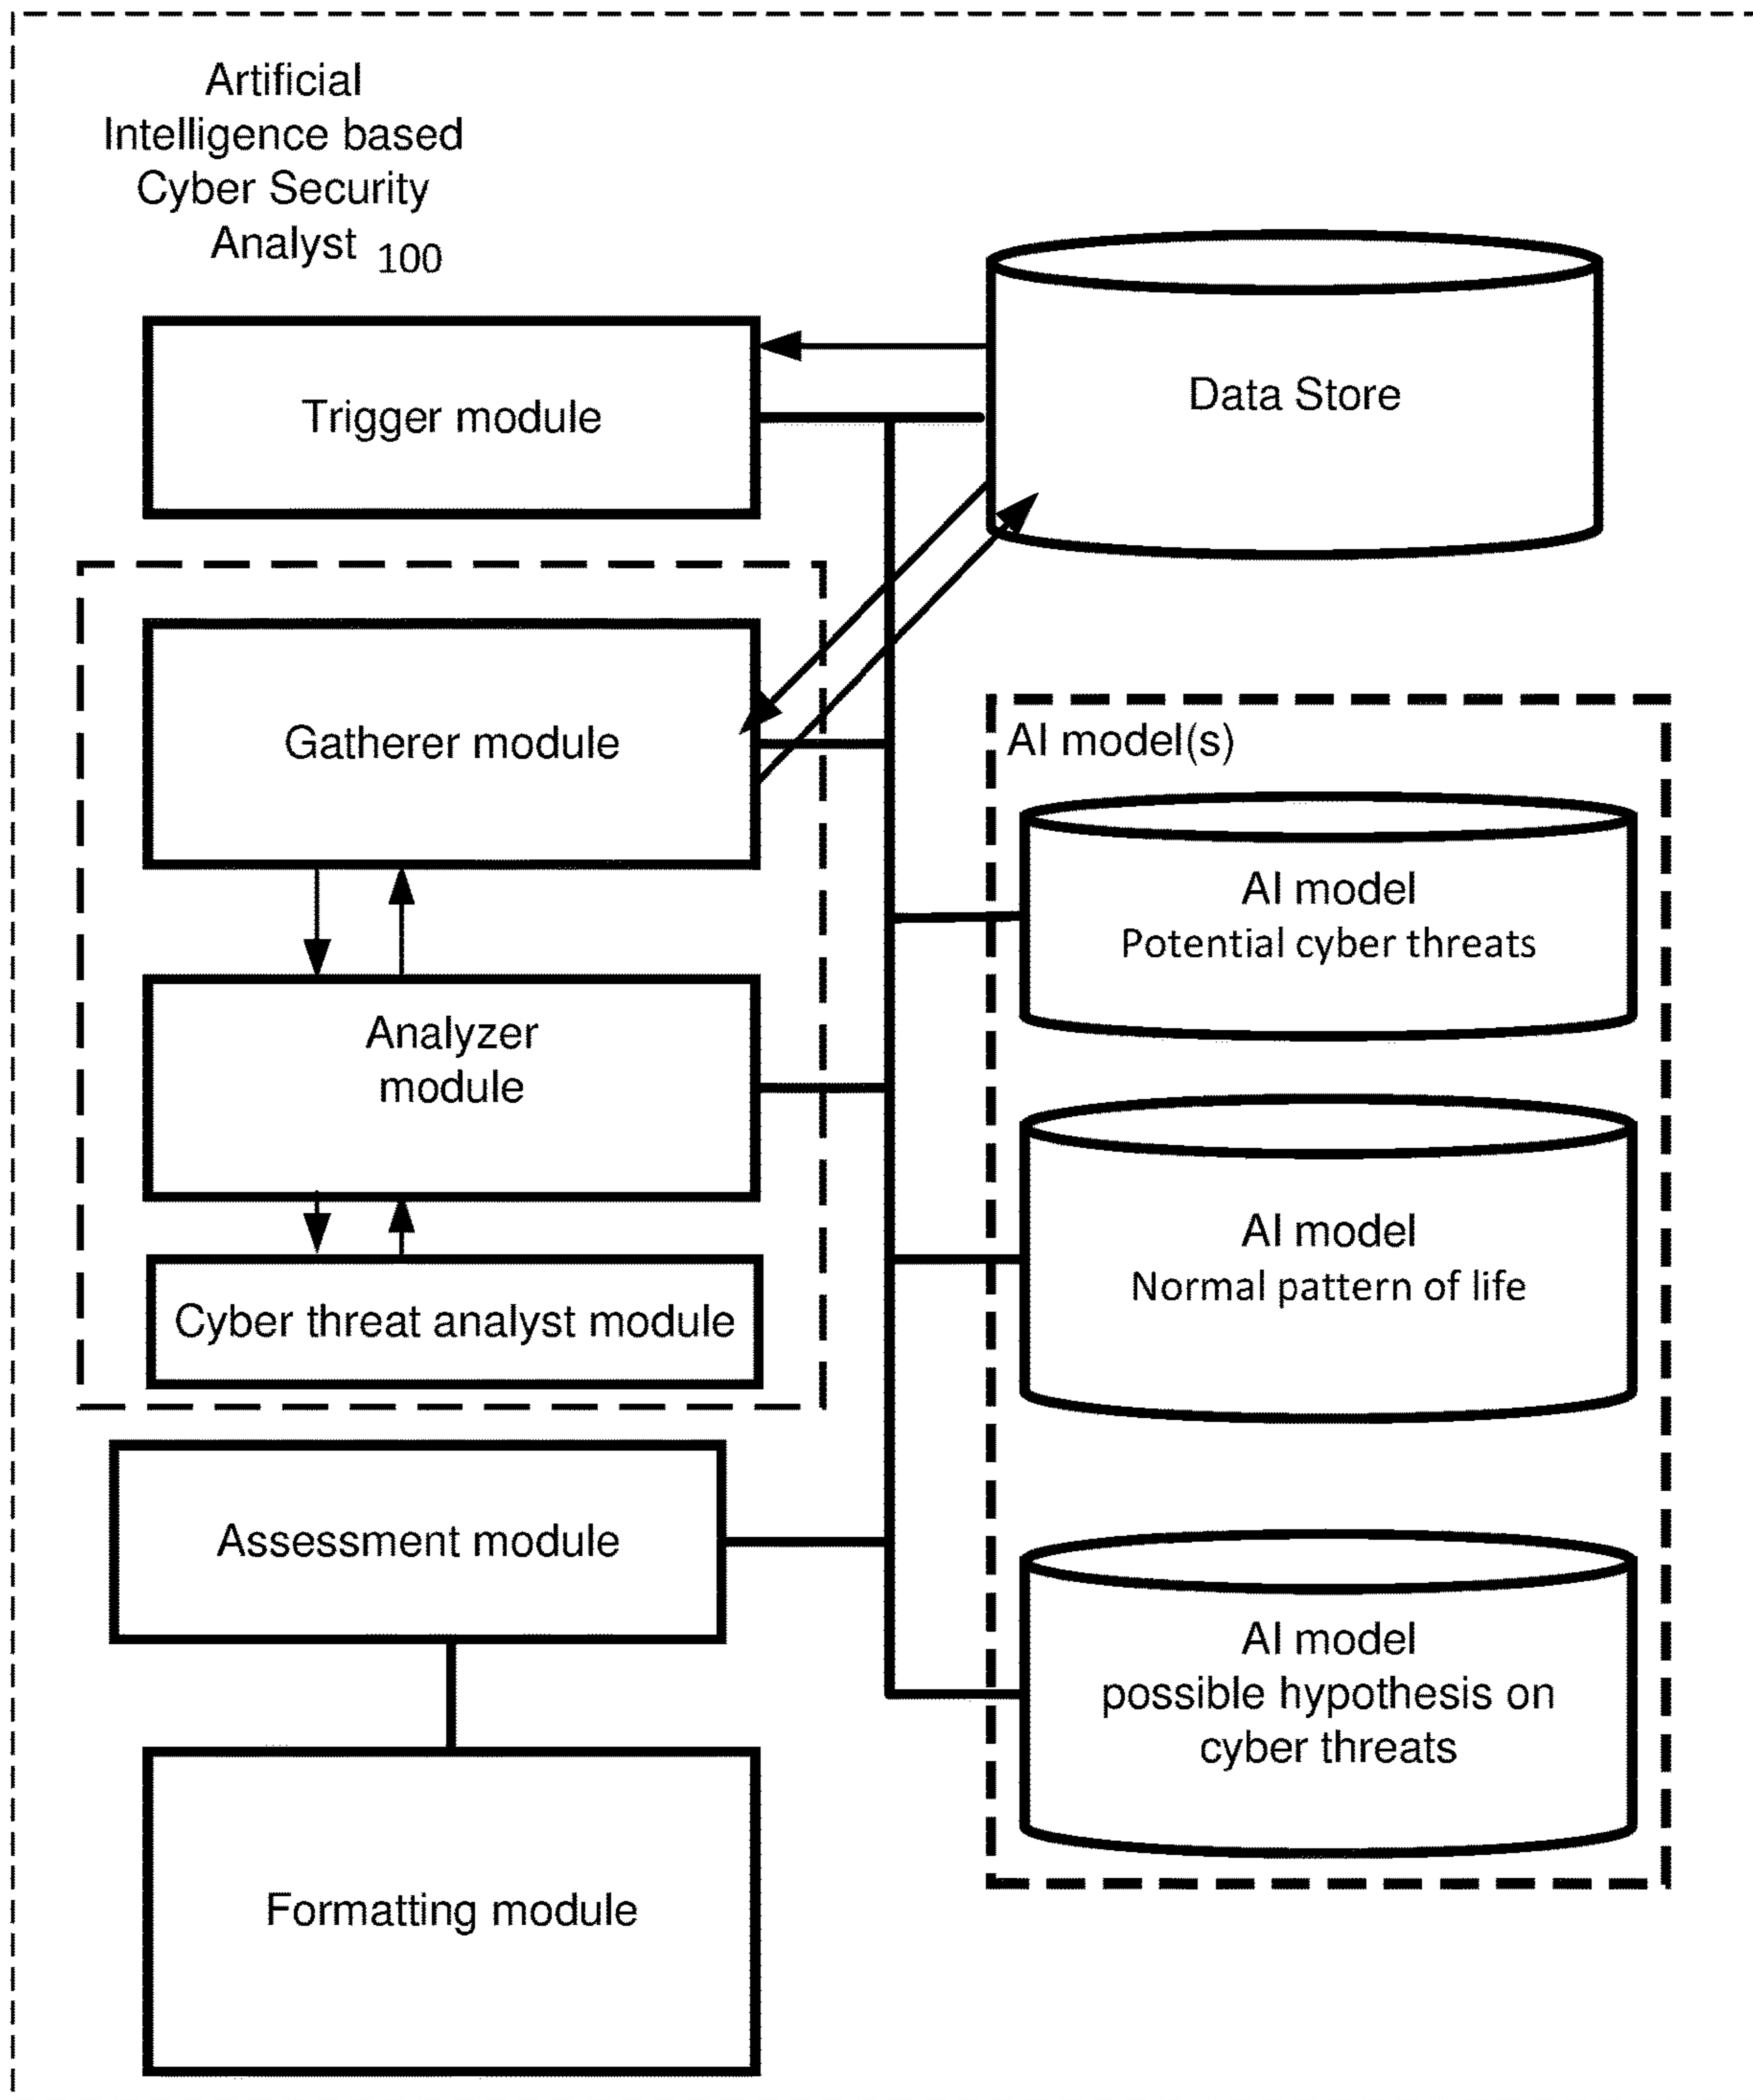 Artificial
Intelligence based
Cyber Security
Analyst 100
Data Store
Trigger module
Gatherer module
AI model(s)
AI model
Potential cyber threats
Analyzer
module
AI model
Normal pattern of life
Cyber threat analyst module
Assessment module
AI model
possible hypothesis on
cyber threats
Formatting module